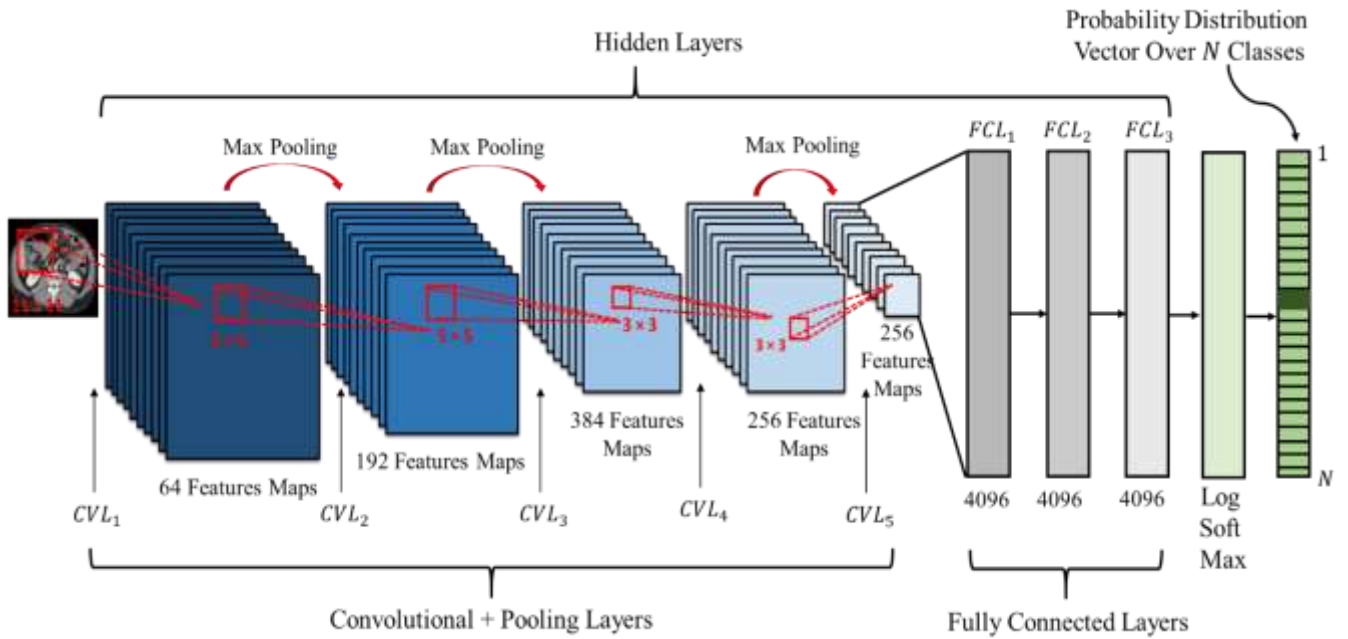 Probability Distribution
Vector Over N Classes
Hidden Layers
Max Pooling
Max Pooling
Max Pooling
FCL₁
FCL₂
FCL₃
1
5 × 5
3 × 3
3 × 3
256
Features
Maps
384 Features
Maps
256 Features
Maps
192 Features Maps
64 Features Maps
4096
4096
4096
N
Log
Soft
Max
CVL₁
CVL₂
CVL₃
CVL₄
CVL₅
Convolutional + Pooling Layers
Fully Connected Layers